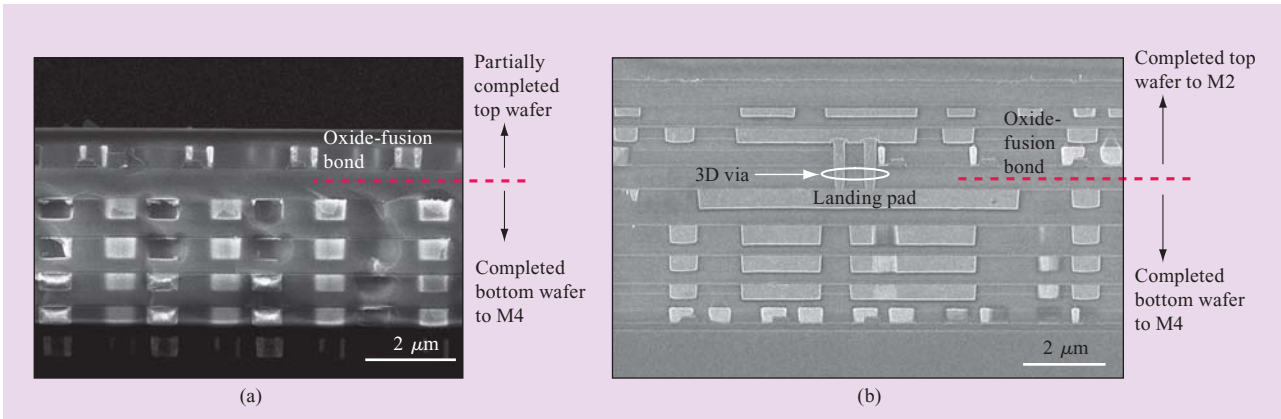 Partially
completed
top wafer
Oxide-fusion
bond
Completed
bottom wafer
to M4
2 μm
(a)
Completed top
wafer to M2
Oxide-
fusion
bond
3D via
Landing pad
Completed
bottom wafer
to M4
2 μm
(b)